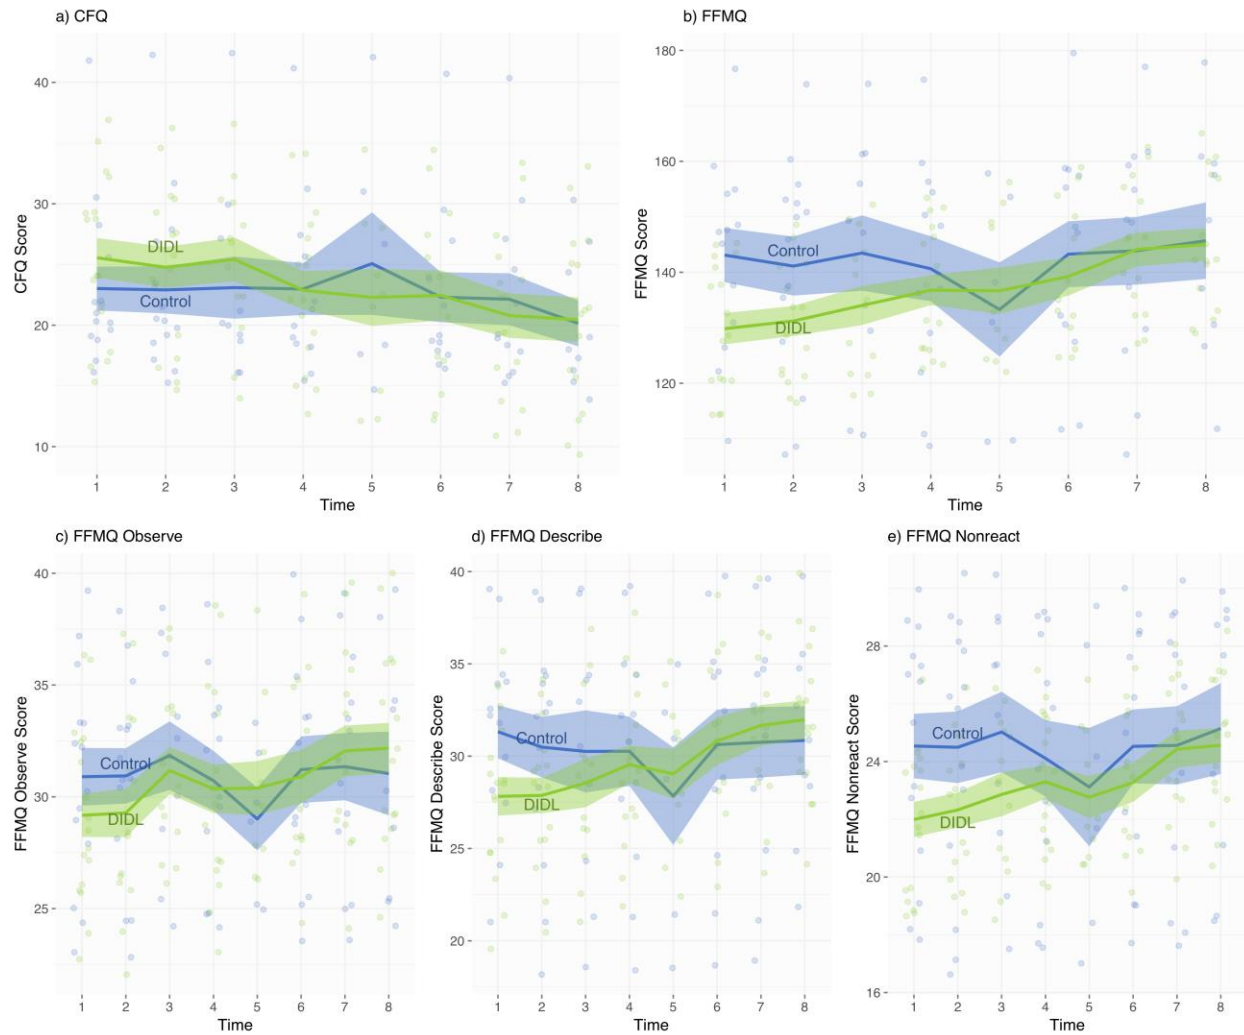 a) CFQ
CFQ Score
40
30
20
10
DIDL
Control
1 2 3 4 5 6 7 8
Time
b) FFMQ
FFMQ Score
180
160
140
120
Control
DIDL
1 2 3 4 5 6 7 8
Time
c) FFMQ Observe
FFMQ Observe Score
40
35
30
25
Control
DIDL
1 2 3 4 5 6 7 8
Time
d) FFMQ Describe
FFMQ Describe Score
40
35
30
25
20
Control
DIDL
1 2 3 4 5 6 7 8
Time
e) FFMQ Nonreact
FFMQ Nonreact Score
28
24
20
16
Control
DIDL
1 2 3 4 5 6 7 8
Time